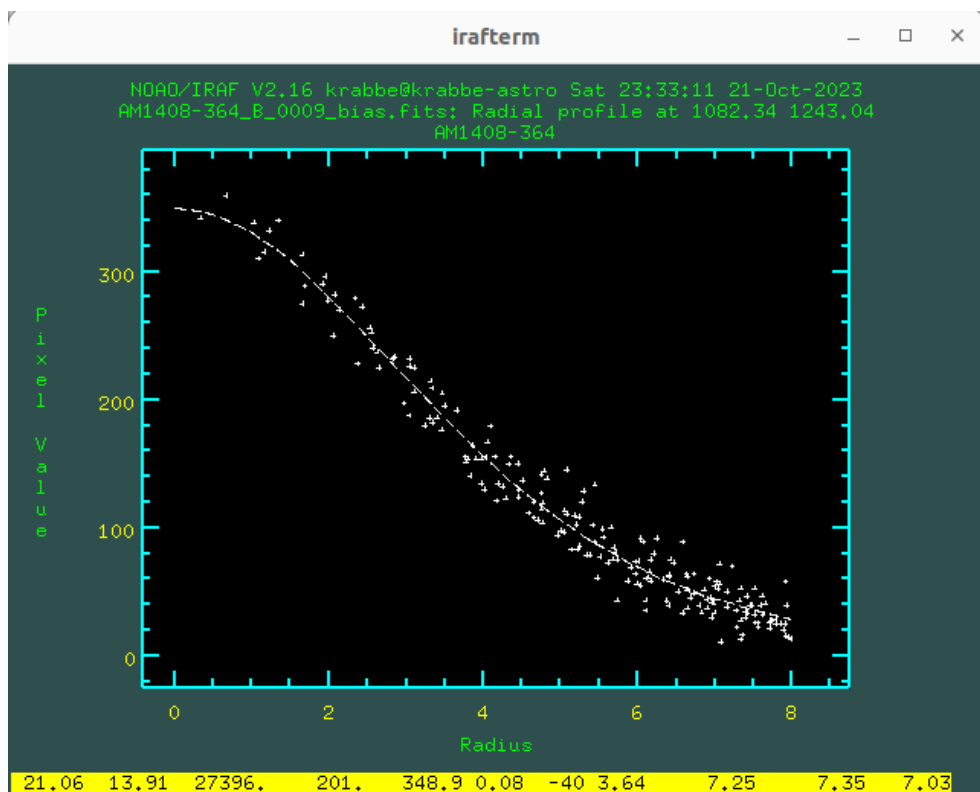 irafterm
NOAO/IRAF V2.16 krabbe@krabbe-astro Sat 23:33:11 21-Oct-2023
AM1408-364_B_0009_bias.fits: Radial profile at 1082.34 1243.04
AM1408-364
300
200
100
0
Pixel Value
0 2 4 6 8
Radius
21.06 13.91 27396. 201. 348.9 0.08 -40 3.64 7.25 7.35 7.03